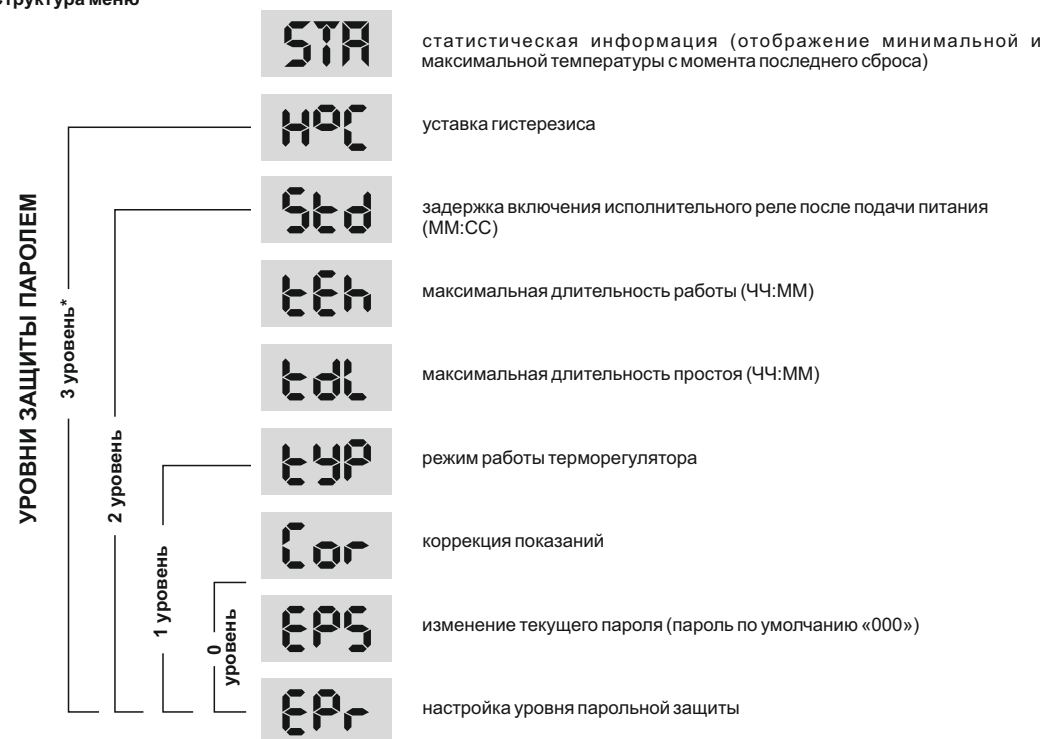 структура меню
STA
статистическая информация (отображение минимальной и
максимальной температуры с момента последнего сброса)
H°C
уставка гистерезиса
Std
задержка включения исполнительного реле после подачи питания
(ММ:СС)
tEh
максимальная длительность работы (ЧЧ:ММ)
tdL
максимальная длительность простоя (ЧЧ:ММ)
tYP
режим работы терморегулятора
Cor
коррекция показаний
EPS
изменение текущего пароля (пароль по умолчанию «000»)
EPr
настройка уровня парольной защиты
УРОВНИ ЗАЩИТЫ ПАРОЛЕМ
3 уровень*
2 уровень
1 уровень
0
уровень